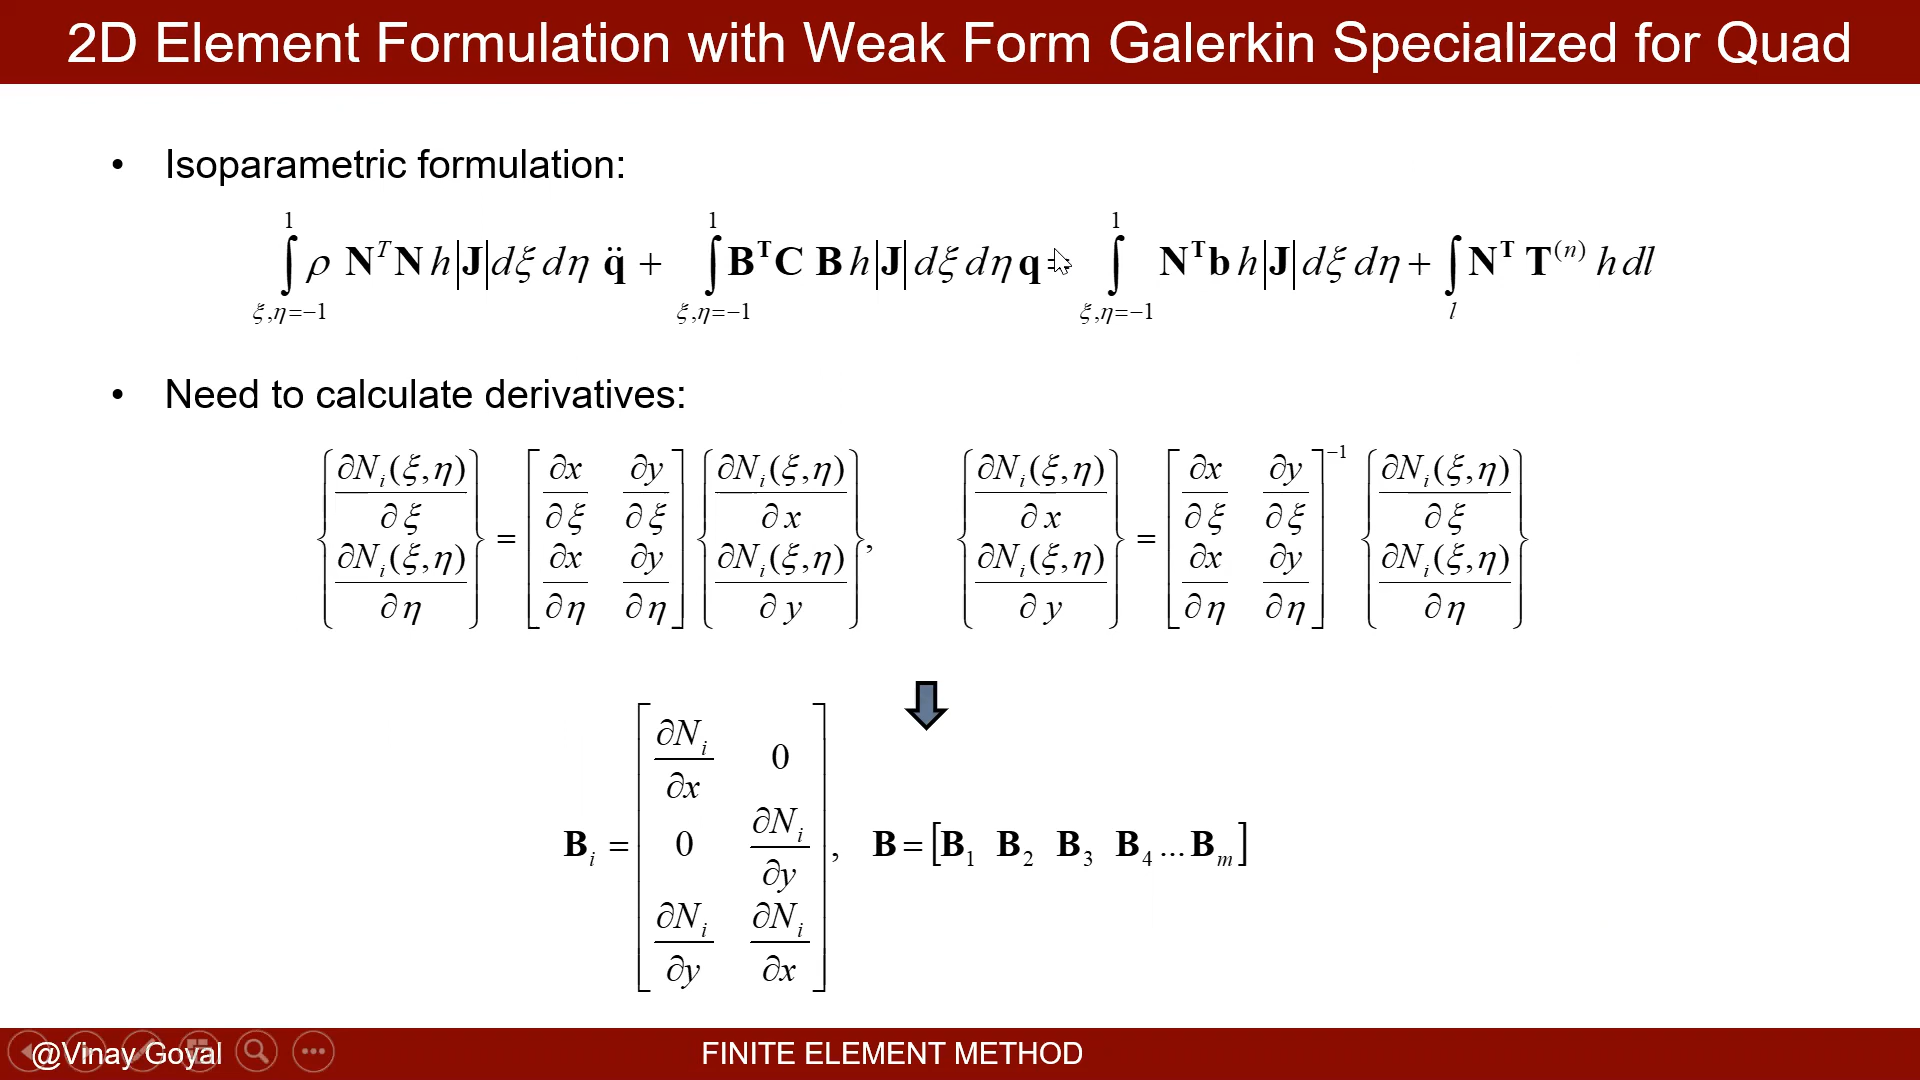 2D Element Formulation with Weak Form Galerkin Specialized for Quad
• Isoparametric formulation:
∫_{ξ,η=−1}^{1} ρ N^T N h |J| dξ dη q̈ + ∫_{ξ,η=−1}^{1} B^T C B h |J| dξ dη q = ∫_{ξ,η=−1}^{1} N^T b h |J| dξ dη + ∫_l N^T T^{(n)} h dl
• Need to calculate derivatives:
{∂N_i(ξ,η)/∂ξ ; ∂N_i(ξ,η)/∂η} = [∂x/∂ξ ∂y/∂ξ ; ∂x/∂η ∂y/∂η] {∂N_i(ξ,η)/∂x ; ∂N_i(ξ,η)/∂y}, {∂N_i(ξ,η)/∂x ; ∂N_i(ξ,η)/∂y} = [∂x/∂ξ ∂y/∂ξ ; ∂x/∂η ∂y/∂η]^{−1} {∂N_i(ξ,η)/∂ξ ; ∂N_i(ξ,η)/∂η}
B_i = [∂N_i/∂x 0 ; 0 ∂N_i/∂y ; ∂N_i/∂y ∂N_i/∂x], B = [B_1 B_2 B_3 B_4 ... B_m]
@Vinay Goyal
FINITE ELEMENT METHOD